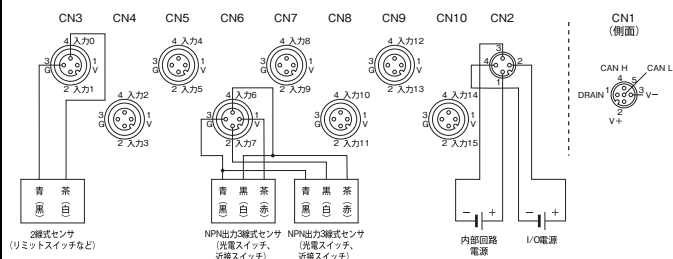 CN3 CN4 CN5 CN6 CN7 CN8 CN9 CN10 CN2 CN1
(側面)
4 入力0
3
G
1
V
2 入力1
4 入力2
3
G
1
V
2 入力3
4 入力4
3
G
1
V
2 入力5
4 入力6
3
G
1
V
2 入力7
4 入力8
3
G
1
V
2 入力9
4 入力10
3
G
1
V
2 入力11
4 入力12
3
G
1
V
2 入力13
4 入力14
3
G
1
V
2 入力15
3
4
2
1
CAN H
CAN L
4
5
DRAIN
1
3
V−
2
V+
青 茶
(黒) (白)
2線式センサ
(リミットスイッチなど)
青 黒 茶
(黒) (白) (赤)
NPN出力3線式センサ
(光電スイッチ、
近接スイッチ)
青 黒 茶
(黒) (白) (赤)
NPN出力3線式センサ
(光電スイッチ、
近接スイッチ)
− +
内部回路
電源
− +
I/O電源